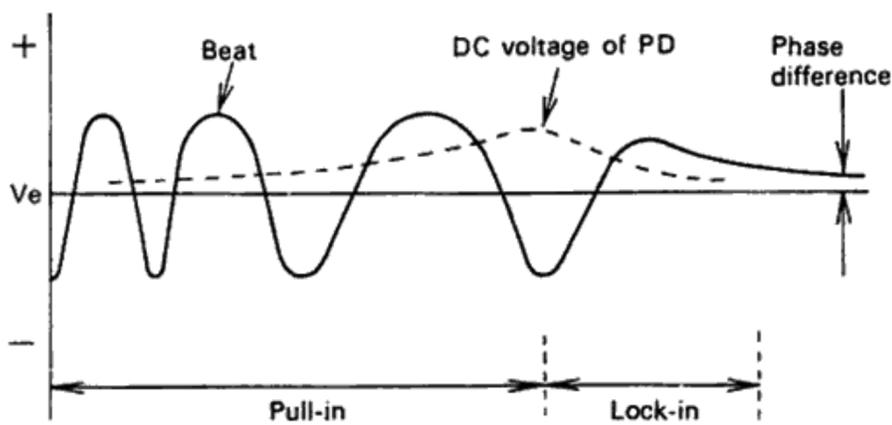 +
Beat
DC voltage of PD
Phase
difference
Ve
−
Pull-in
Lock-in